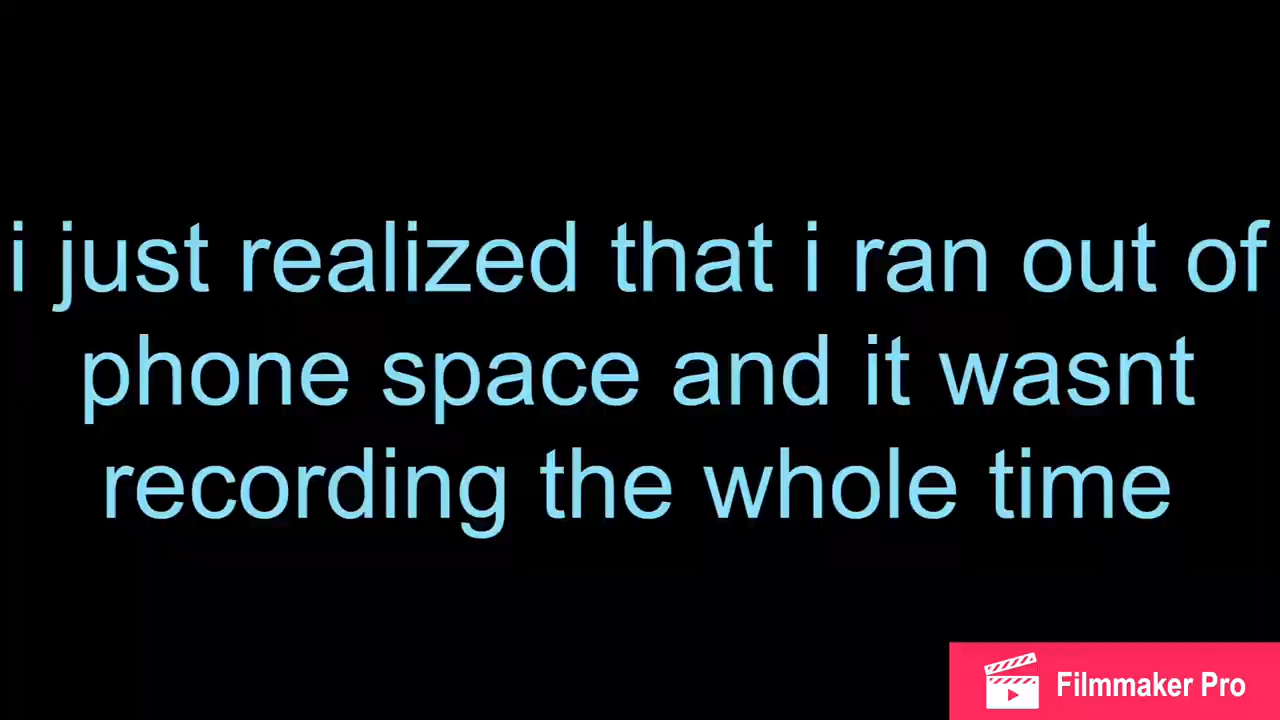 i just realized that i ran out of
phone space and it wasnt
recording the whole time
Filmmaker Pro